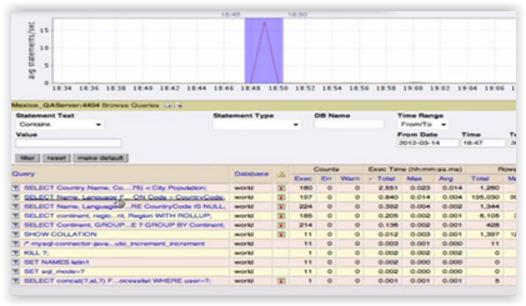 18:48 18:50
avg statements/sec
15
10
5
0
18:34 18:36 18:38 18:40 18:42 18:44 18:46 18:48 18:50 18:52 18:54 18:56 18:58 19:00 19:02 19:04 19:06
Mexico_QAServer:4404 Browse Queries
Statement Text Statement Type DB Name Time Range
Contains From/To
Value From Date Time
2012-03-14 18:47
filter reset make default
Counts Exec Time (hh:mm:ss.ms) Rows
Query Database Exec Err Warn Total Max Avg Total
SELECT Country.Name, Co....75) < City.Population; world 180 0 0 2.551 0.023 0.014 1,260
SELECT Name, Language F... ON Code = CountryCode; world 197 0 0 0.840 0.014 0.004
SELECT Name, Language...RE CountryCode IS NULL; world 224 0 0 0.302 0.004 0.001 1,344
SELECT continent, regio...nt, Region WITH ROLLUP; world 185 0 0 0.205 0.002 0.001 6,105
SELECT Continent, GROUP...E ? GROUP BY Continent; world 214 0 0 0.136 0.002 0.001 428
SHOW COLLATION world 11 0 0 0.012 0.003 0.001
/* mysql-connector-java...uto_increment_increment world 11 0 0 0.003 0.001 0.000 11
KILL ?; world 1 0 0 0.002 0.002 0.002 0
SET NAMES latin1 world 11 0 0 0.002 0.000 0.000 0
SET sql_mode=? world 11 0 0 0.002 0.000 0.000 0
SELECT concat(?,id,?) F...ocesslist WHERE user=?; world 1 0 0 0.001 0.001 0.001 5